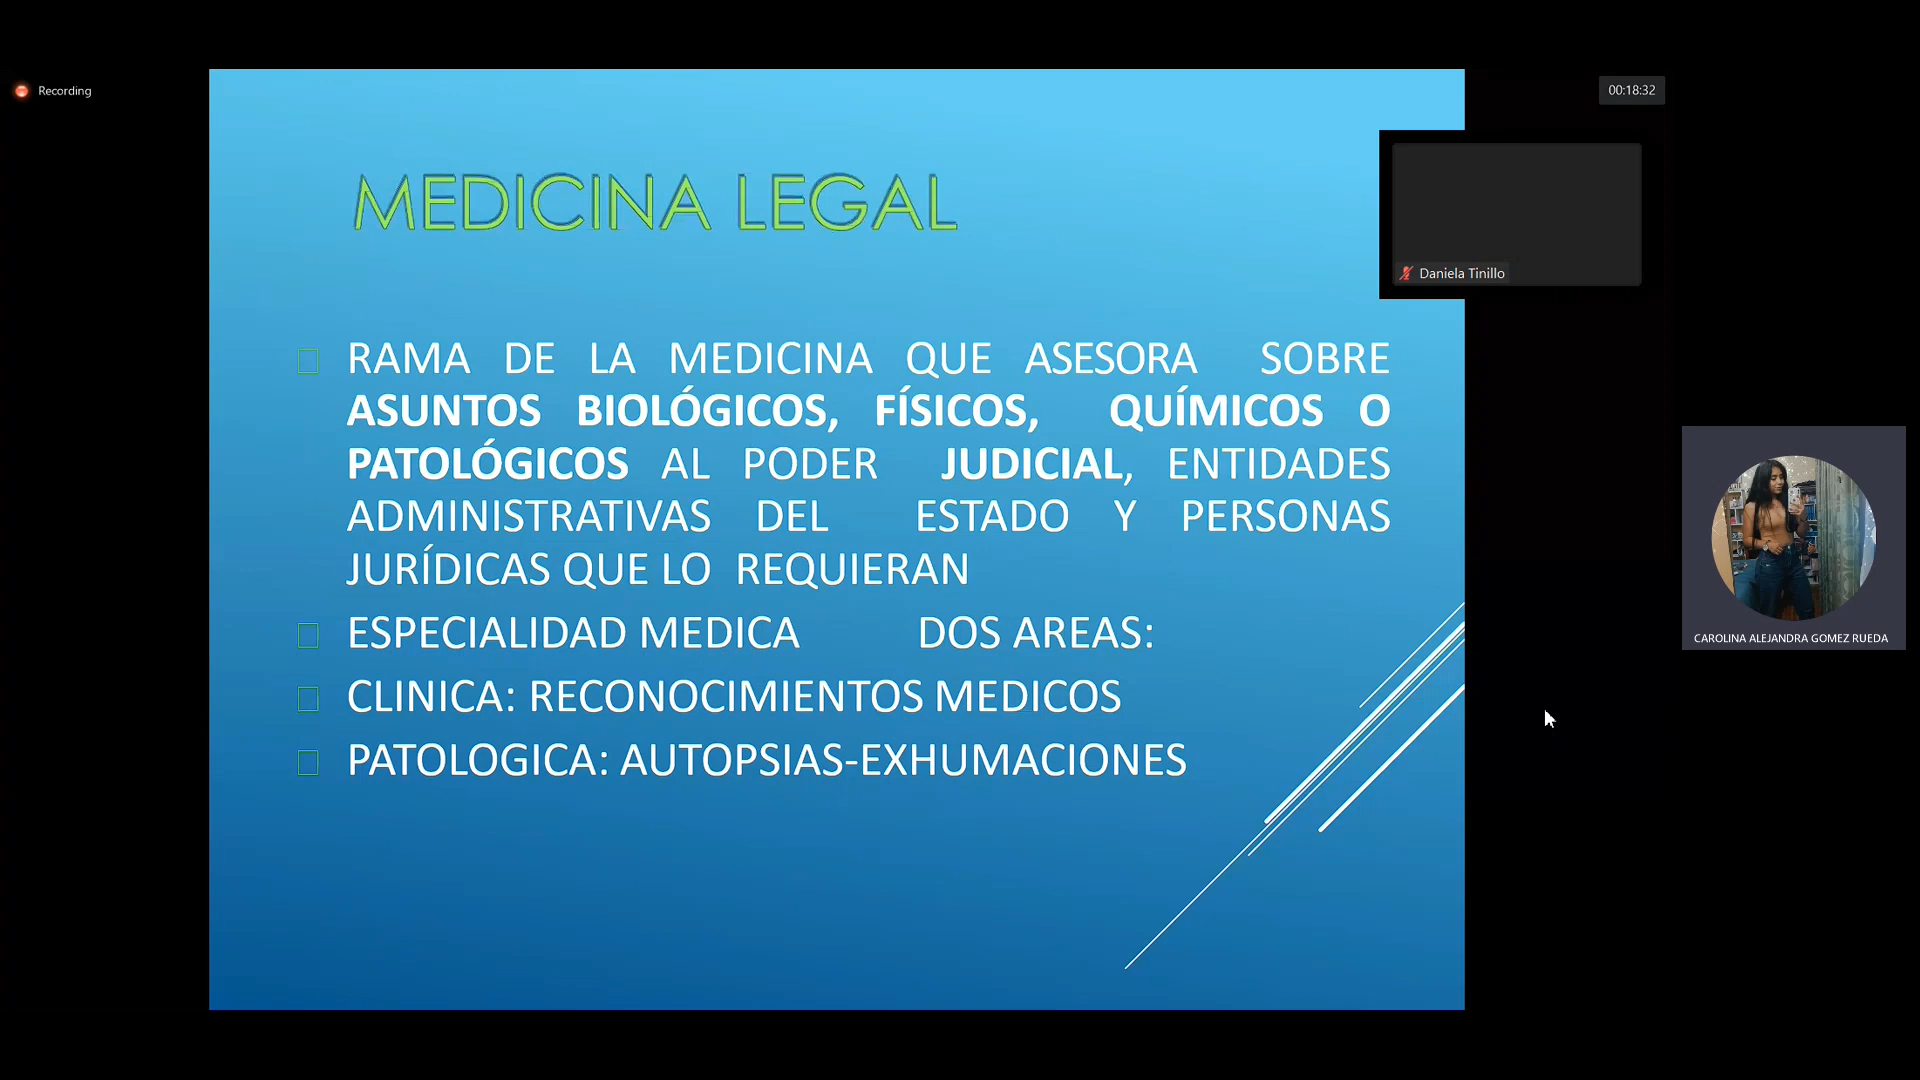 Recording
00:18:32
MEDICINA LEGAL
Daniela Tinillo
RAMA DE LA MEDICINA QUE ASESORA SOBRE
ASUNTOS BIOLÓGICOS, FÍSICOS, QUÍMICOS O
PATOLÓGICOS AL PODER JUDICIAL, ENTIDADES
ADMINISTRATIVAS DEL ESTADO Y PERSONAS
JURÍDICAS QUE LO REQUIERAN
ESPECIALIDAD MEDICA DOS AREAS:
CLINICA: RECONOCIMIENTOS MEDICOS
PATOLOGICA: AUTOPSIAS-EXHUMACIONES
CAROLINA ALEJANDRA GOMEZ RUEDA